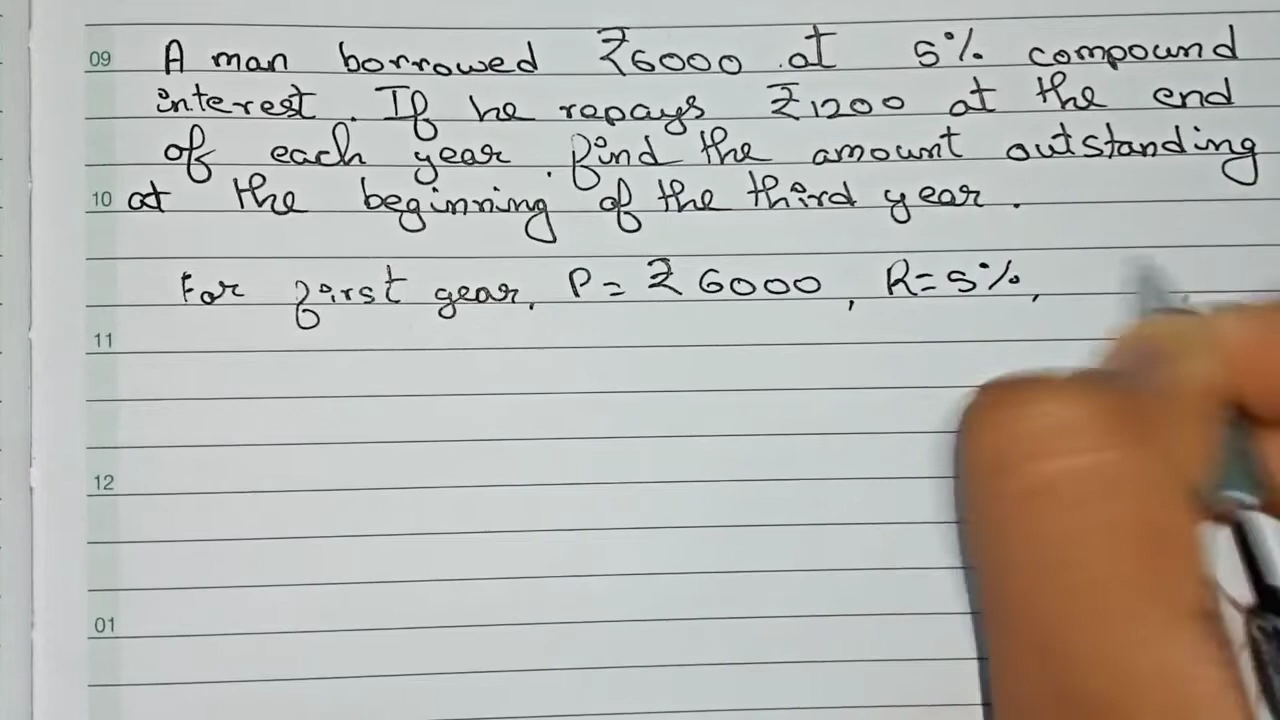 09 A man borrowed ₹6000 at 5% compound
interest. If he repays ₹1200 at the end
of each year. find the amount outstanding
10 at the beginning of the third year.
For first year, P = ₹ 6000, R=5%,
11
12
01